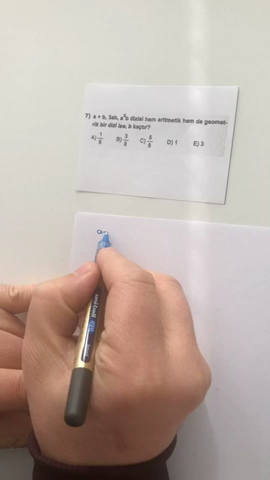 7) a + b, 3ab, a²b dizisi hem aritmetik hem de geomet-
rik bir dizi ise, b kaçtır?
A) 1/8 B) 3/8 C) 5/8 D) 1 E) 3